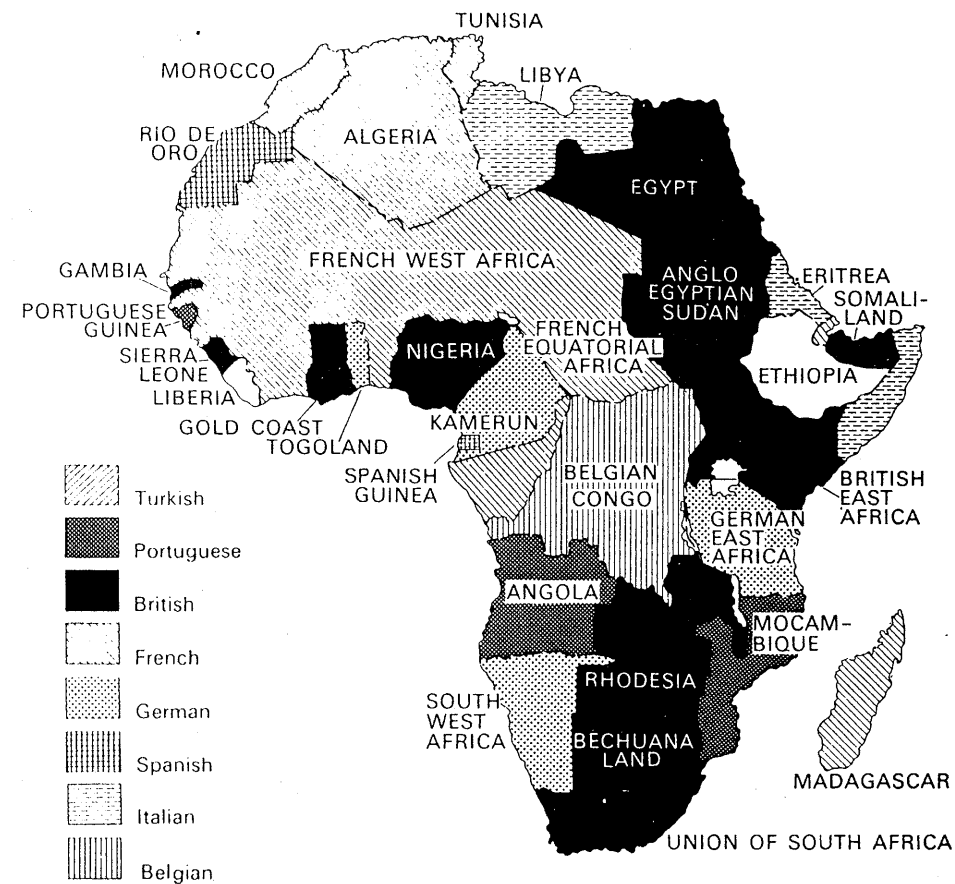 TUNISIA
MOROCCO
LIBYA
RIO DE
ORO
ALGERIA
EGYPT
FRENCH WEST AFRICA
GAMBIA
ANGLO
EGYPTIAN
SUDAN
ERITREA
SOMALI-
LAND
PORTUGUESE
GUINEA
SIERRA
LEONE
LIBERIA
NIGERIA
FRENCH
EQUATORIAL
AFRICA
ETHIOPIA
GOLD COAST
TOGOLAND
KAMERUN
SPANISH
GUINEA
BELGIAN
CONGO
BRITISH
EAST
AFRICA
GERMAN
EAST
AFRICA
ANGOLA
MOCAM-
BIQUE
RHODESIA
SOUTH
WEST
AFRICA
BECHUANA
LAND
MADAGASCAR
UNION OF SOUTH AFRICA
Turkish
Portuguese
British
French
German
Spanish
Italian
Belgian